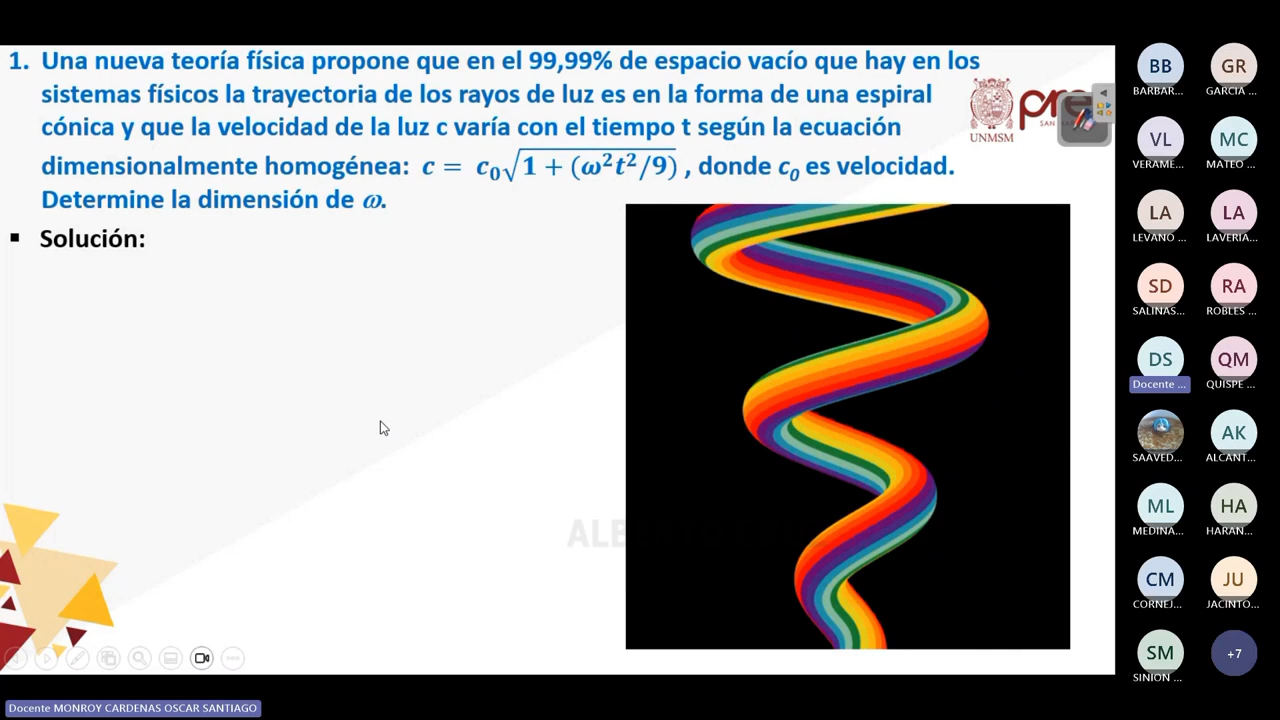 1. Una nueva teoría física propone que en el 99,99% de espacio vacío que hay en los
sistemas físicos la trayectoria de los rayos de luz es en la forma de una espiral
cónica y que la velocidad de la luz c varía con el tiempo t según la ecuación
dimensionalmente homogénea: c = c₀√1 + (ω²t²/9) , donde c₀ es velocidad.
Determine la dimensión de ω.
▪ Solución:
pre
SAN
UNMSM
BB GR
BARBAR... GARCIA ...
VL MC
VERAME... MATEO ...
LA LA
LEVANO ... LAVERIA...
SD RA
SALINAS... ROBLES ...
DS QM
Docente ... QUISPE ...
AK
SAAVED... ALCANT...
ML HA
MEDINA... HARAN...
CM JU
CORNEJ... JACINTO...
SM +7
SINION ...
Docente MONROY CARDENAS OSCAR SANTIAGO